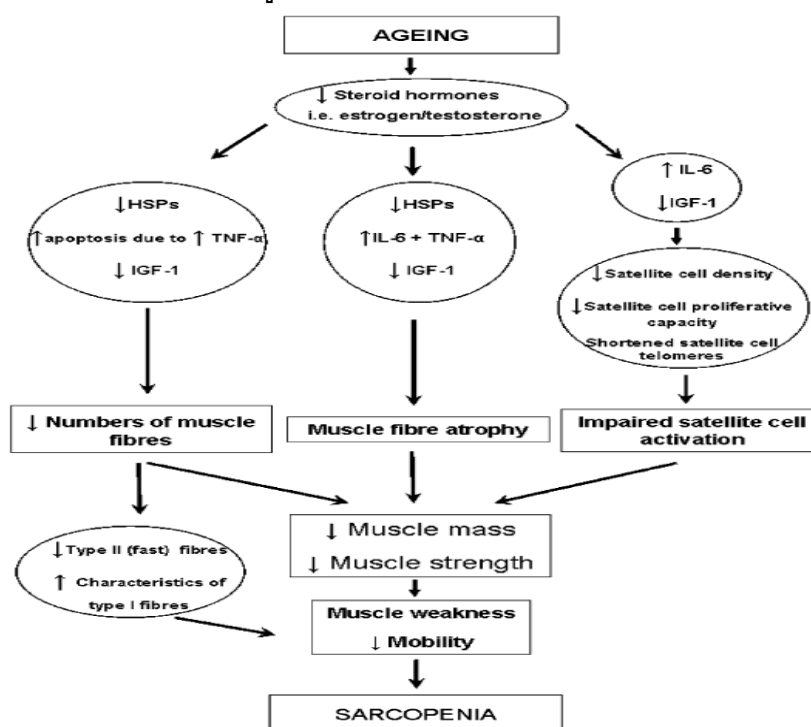 AGEING
↓ Steroid hormones
i.e. estrogen/testosterone
↓HSPs
↑apoptosis due to ↑ TNF-α
↓ IGF-1
↓HSPs
↑IL-6 + TNF-α
↓ IGF-1
↑ IL-6
↓IGF-1
↓ Satellite cell density
↓Satellite cell proliferative
capacity
Shortened satellite cell
telomeres
↓ Numbers of muscle
fibres
Muscle fibre atrophy
Impaired satellite cell
activation
↓Type II (fast) fibres
↑ Characteristics of
type I fibres
↓ Muscle mass
↓ Muscle strength
Muscle weakness
↓ Mobility
SARCOPENIA